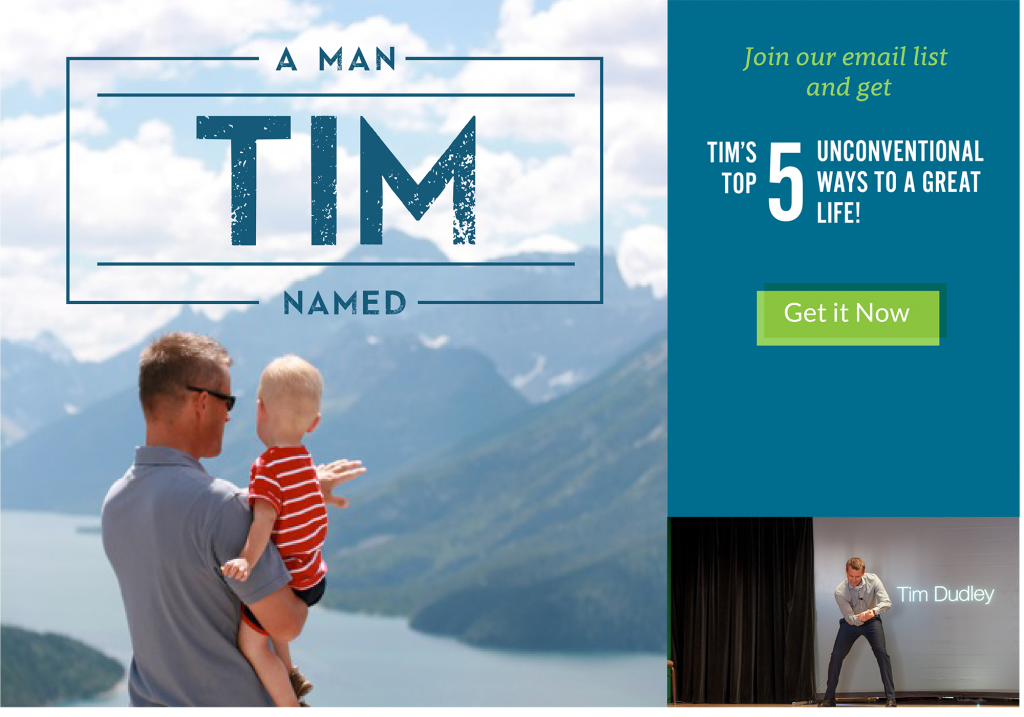 A MAN
TIM
NAMED
Join our email list
and get
TIM'S
TOP
5
UNCONVENTIONAL
WAYS TO A GREAT
LIFE!
Get it Now
Tim Dudley